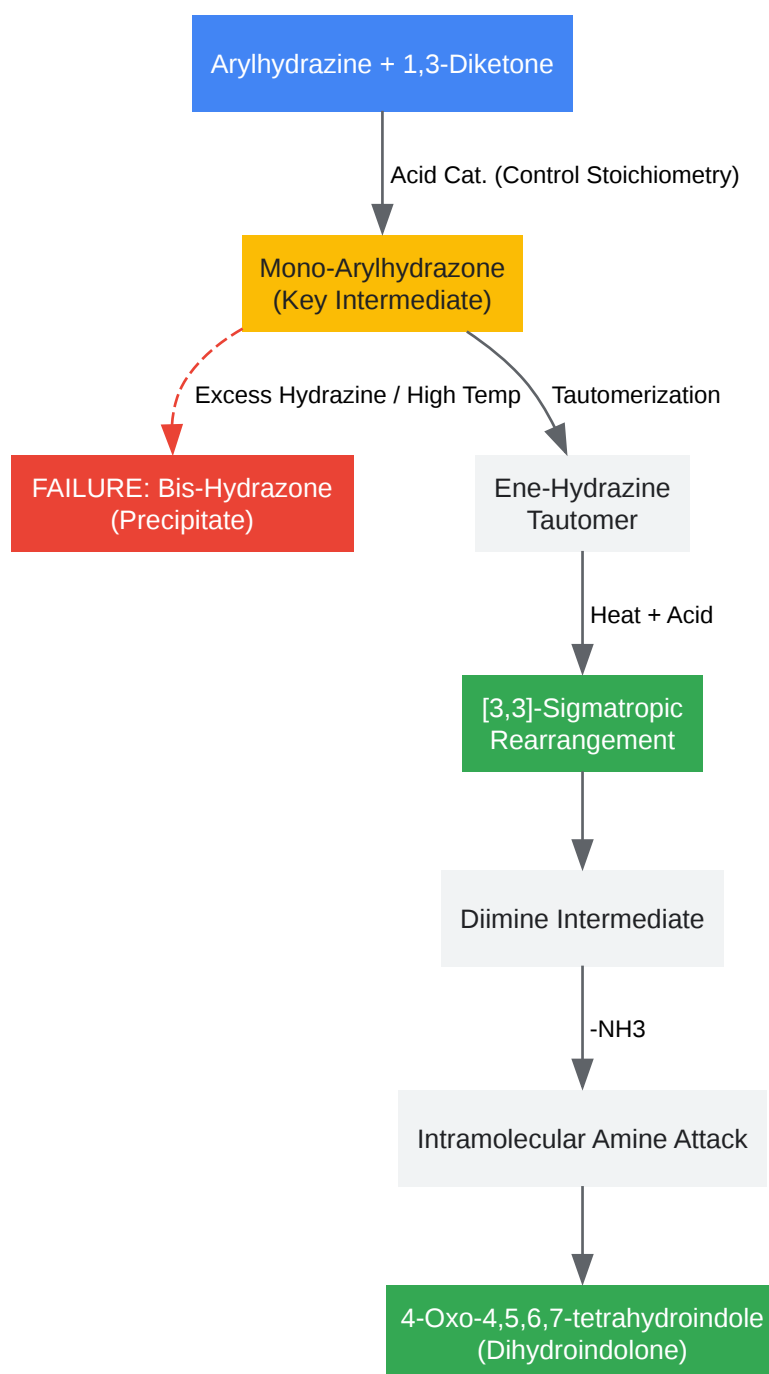 Arylhydrazine + 1,3-Diketone
Acid Cat. (Control Stoichiometry)
Mono-Arylhydrazone
(Key Intermediate)
Excess Hydrazine / High Temp
Tautomerization
FAILURE: Bis-Hydrazone
(Precipitate)
Ene-Hydrazine
Tautomer
Heat + Acid
[3,3]-Sigmatropic
Rearrangement
Diimine Intermediate
-NH3
Intramolecular Amine Attack
4-Oxo-4,5,6,7-tetrahydroindole
(Dihydroindolone)